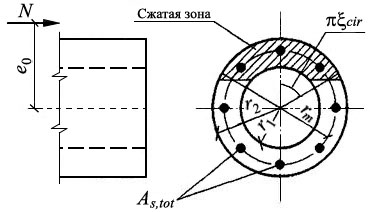 N
e₀
Сжатая зона
πξcir
r₂
r₁
rm
As,tot